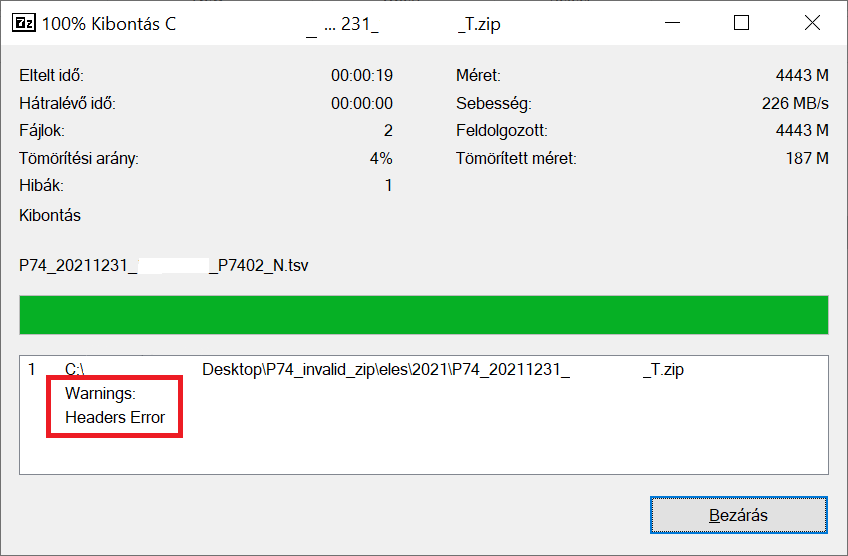 7z 100% Kibontás C _ ... 231_ _T.zip
Eltelt idő: 00:00:19 Méret: 4443 M
Hátralévő idő: 00:00:00 Sebesség: 226 MB/s
Fájlok: 2 Feldolgozott: 4443 M
Tömörítési arány: 4% Tömörített méret: 187 M
Hibák: 1
Kibontás
P74_20211231_ _P7402_N.tsv
1 C:\ Desktop\P74_invalid_zip\eles\2021\P74_20211231_ _T.zip
Warnings:
Headers Error
Bezárás